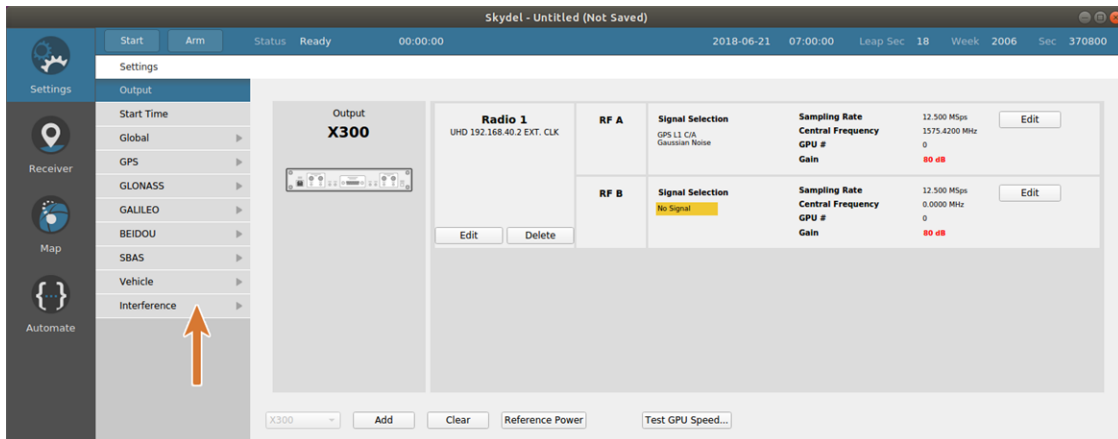 Skydel - Untitled (Not Saved)
Start Arm Status Ready 00:00:00 2018-06-21 07:00:00 Leap Sec 18 Week 2006 Sec 370800
Settings
Receiver
Map
Automate
Settings
Output
Start Time
Global
GPS
GLONASS
GALILEO
BEIDOU
SBAS
Vehicle
Interference
Output
X300
Radio 1
UHD 192.168.40.2 EXT. CLK
Edit Delete
RF A
Signal Selection
GPS L1 C/A
Gaussian Noise
Sampling Rate 12.500 MSps
Central Frequency 1575.4200 MHz
GPU # 0
Gain 80 dB
Edit
RF B
Signal Selection
No Signal
Sampling Rate 12.500 MSps
Central Frequency 0.0000 MHz
GPU # 0
Gain 80 dB
Edit
X300 Add Clear Reference Power Test GPU Speed...